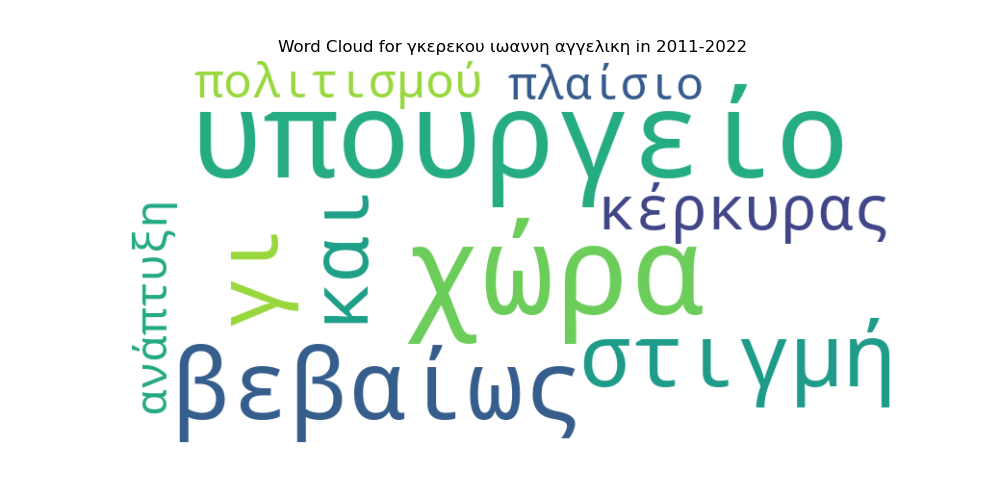 Word Cloud for γκερεκου ιωαννη αγγελικη in 2011-2022
πολιτισμού
πλαίσιο
υπουργείο
κέρκυρας
ανάπτυξη
γι
και
χώρα
βεβαίως
στιγμή